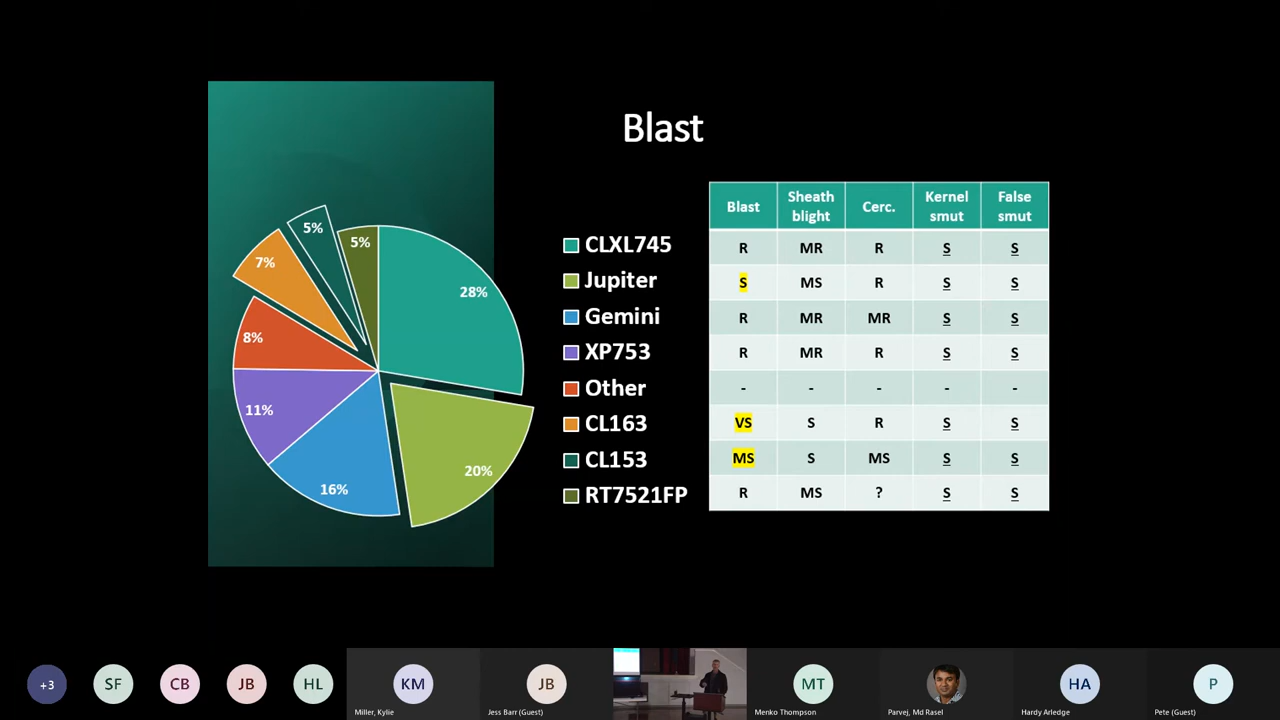 Blast
5%
5%
7%
28%
8%
11%
16%
20%
CLXL745
Jupiter
Gemini
XP753
Other
CL163
CL153
RT7521FP
Blast Sheath blight Cerc. Kernel smut False smut
R MR R S S
S MS R S S
R MR MR S S
R MR R S S
- - - - -
VS S R S S
MS S MS S S
R MS ? S S
+3 SF CB JB HL KM JB MT HA P
Miller, Kylie Jess Barr (Guest) Menko Thompson Parvej, Md Rasel Hardy Arledge Pete (Guest)